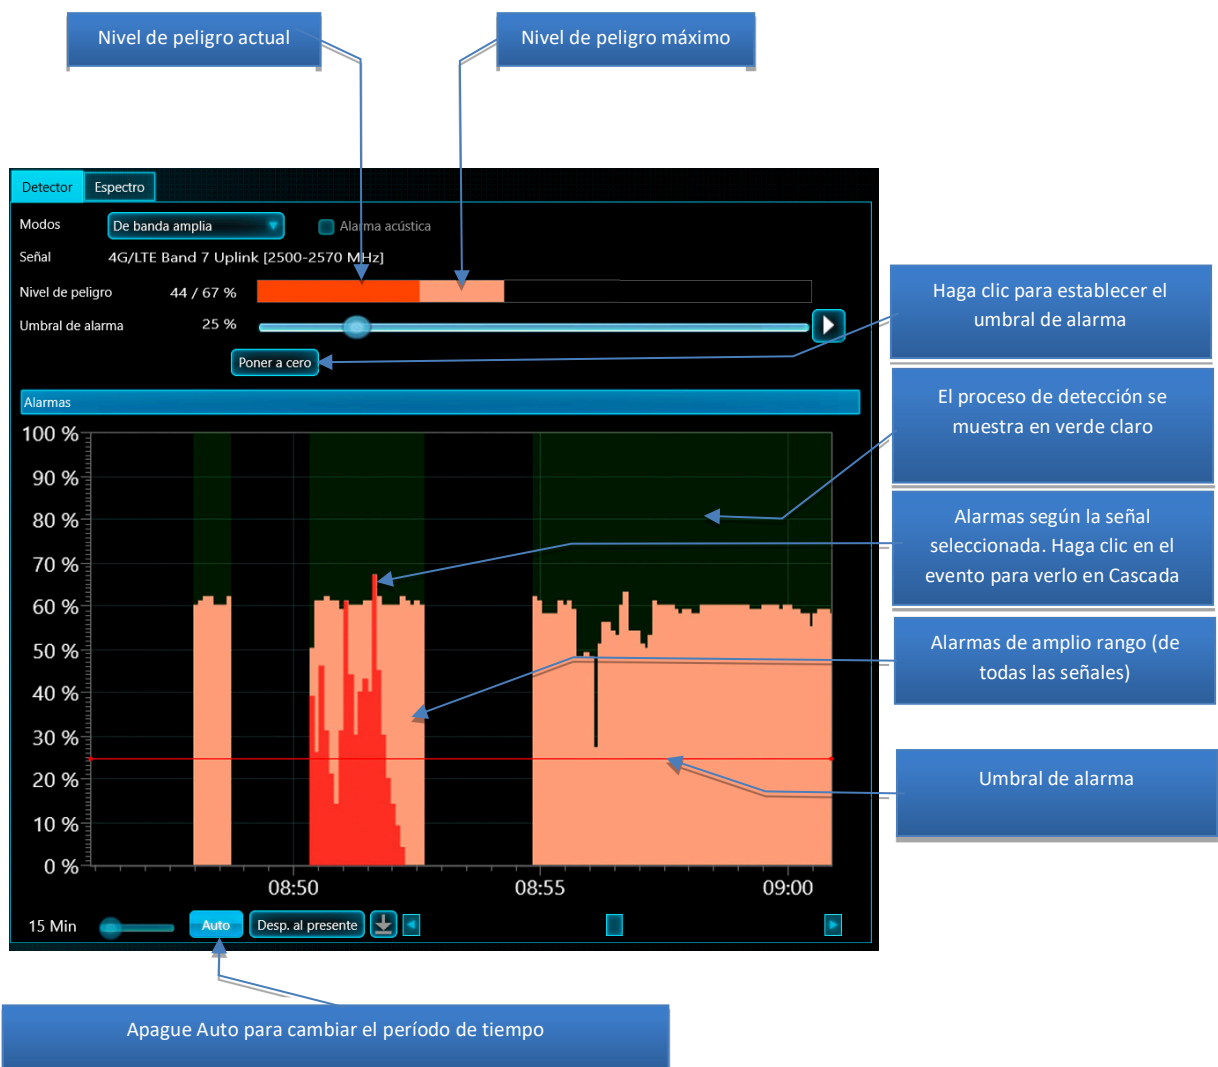 Nivel de peligro actual
Nivel de peligro máximo
Detector
Espectro
Modos
De banda amplia
Alarma acústica
Señal
4G/LTE Band 7 Uplink [2500-2570 MHz]
Nivel de peligro
44 / 67 %
Umbral de alarma
25 %
Poner a cero
Haga clic para establecer el
umbral de alarma
Alarmas
El proceso de detección se
muestra en verde claro
Alarmas según la señal
seleccionada. Haga clic en el
evento para verlo en Cascada
Alarmas de amplio rango (de
todas las señales)
Umbral de alarma
100 %
90 %
80 %
70 %
60 %
50 %
40 %
30 %
20 %
10 %
0 %
08:50
08:55
09:00
15 Min
Auto
Desp. al presente
Apague Auto para cambiar el período de tiempo